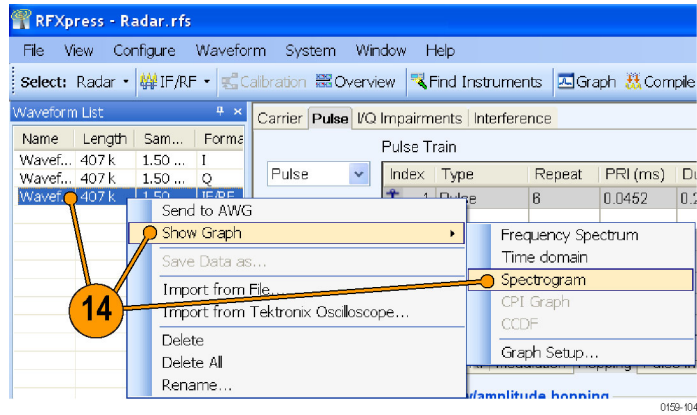 RFXpress - Radar.rfs
File View Configure Waveform System Window Help
Select: Radar IF/RF Calibration Overview Find Instruments Graph Compile
Waveform List
Carrier Pulse I/Q Impairments Interference
Name Length Sam... Forma
Pulse Train
Wavef... 407 k 1.50 ... I
Wavef... 407 k 1.50 ... Q
Wavef... 407 k 1.50 IF/RF
Pulse
Index Type Repeat PRI (ms)
1 Pulse 6 0.0452
Send to AWG
Show Graph
Save Data as...
Import from File...
Import from Tektronix Oscilloscope...
Delete
Delete All
Rename...
Frequency Spectrum
Time domain
Spectrogram
CPI Graph
CCDF
Graph Setup...
14
amplitude hopping
0159-104